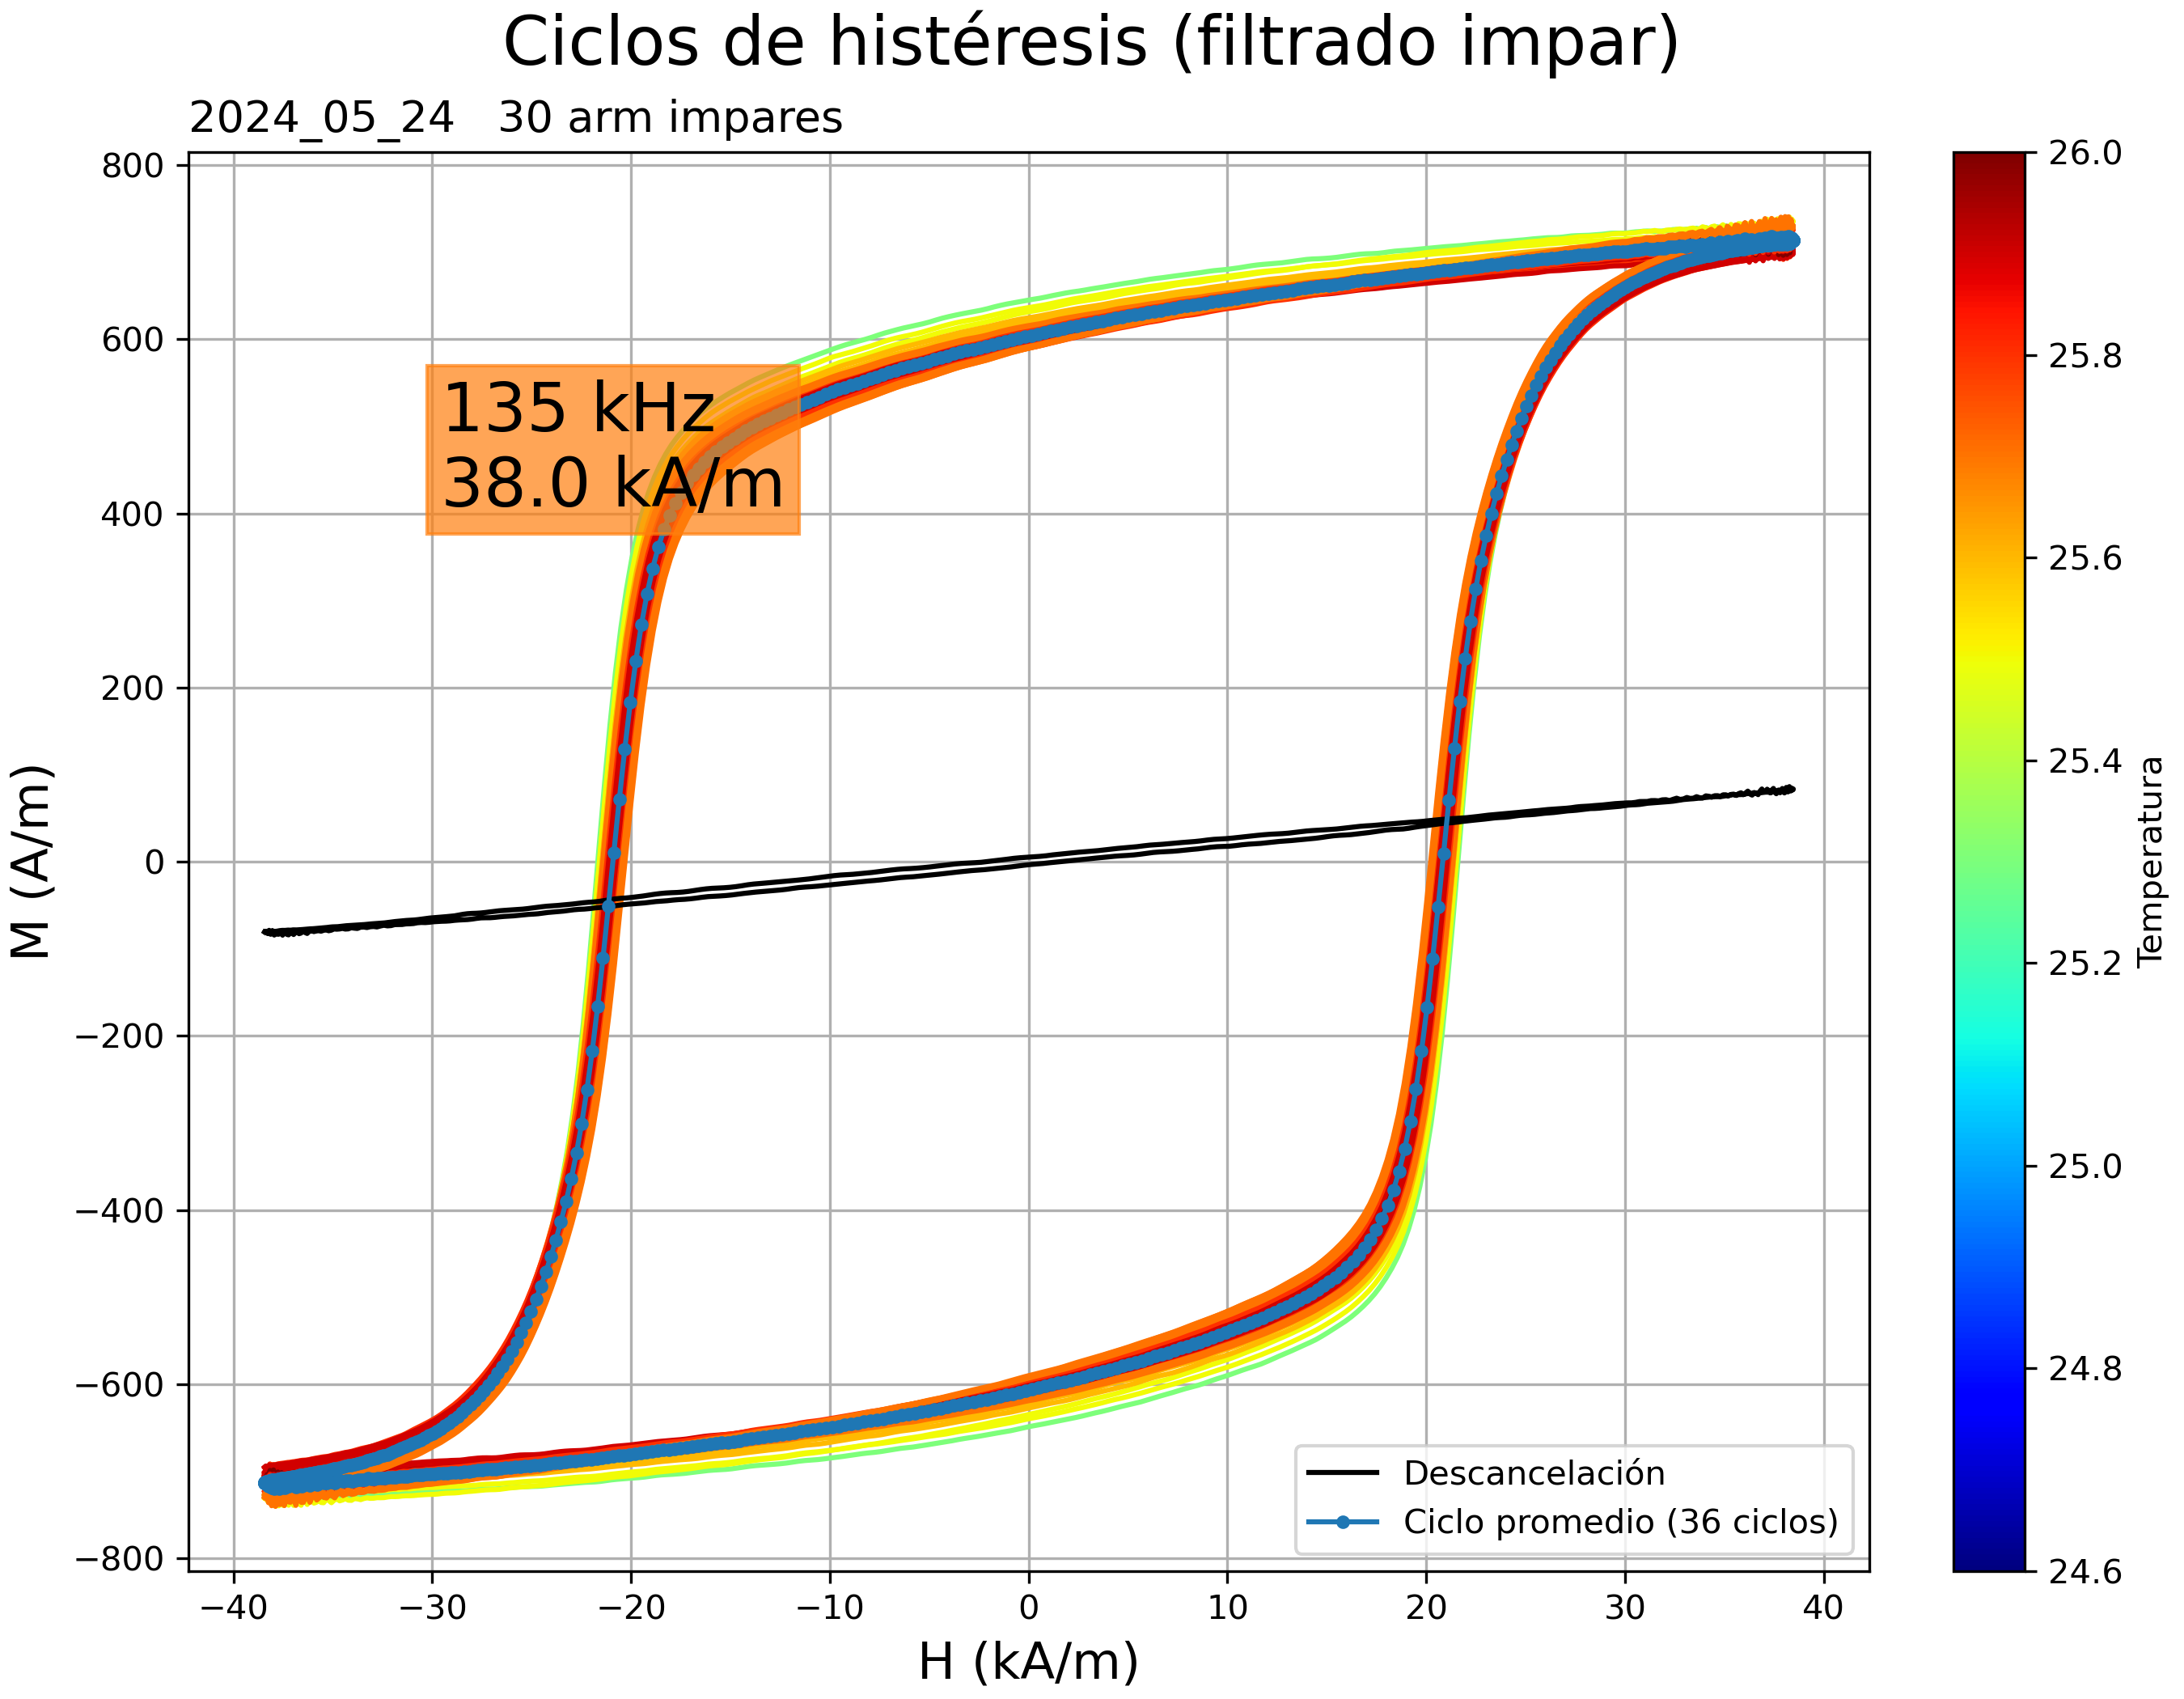 Ciclos de histéresis (filtrado impar)
2024_05_24   30 arm impares
800
600
400
200
0
−200
−400
−600
−800
M (A/m)
135 kHz
38.0 kA/m
−40
−30
−20
−10
0
10
20
30
40
H (kA/m)
Descancelación
Ciclo promedio (36 ciclos)
26.0
25.8
25.6
25.4
25.2
25.0
24.8
24.6
Temperatura